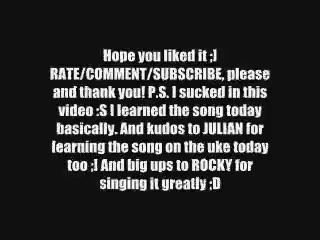 Hope you liked it ;]
RATE/COMMENT/SUBSCRIBE, please
and thank you! P.S. I sucked in this
video :S I learned the song today
basically. And kudos to JULIAN for
learning the song on the uke today
too ;] And big ups to ROCKY for
singing it greatly ;D